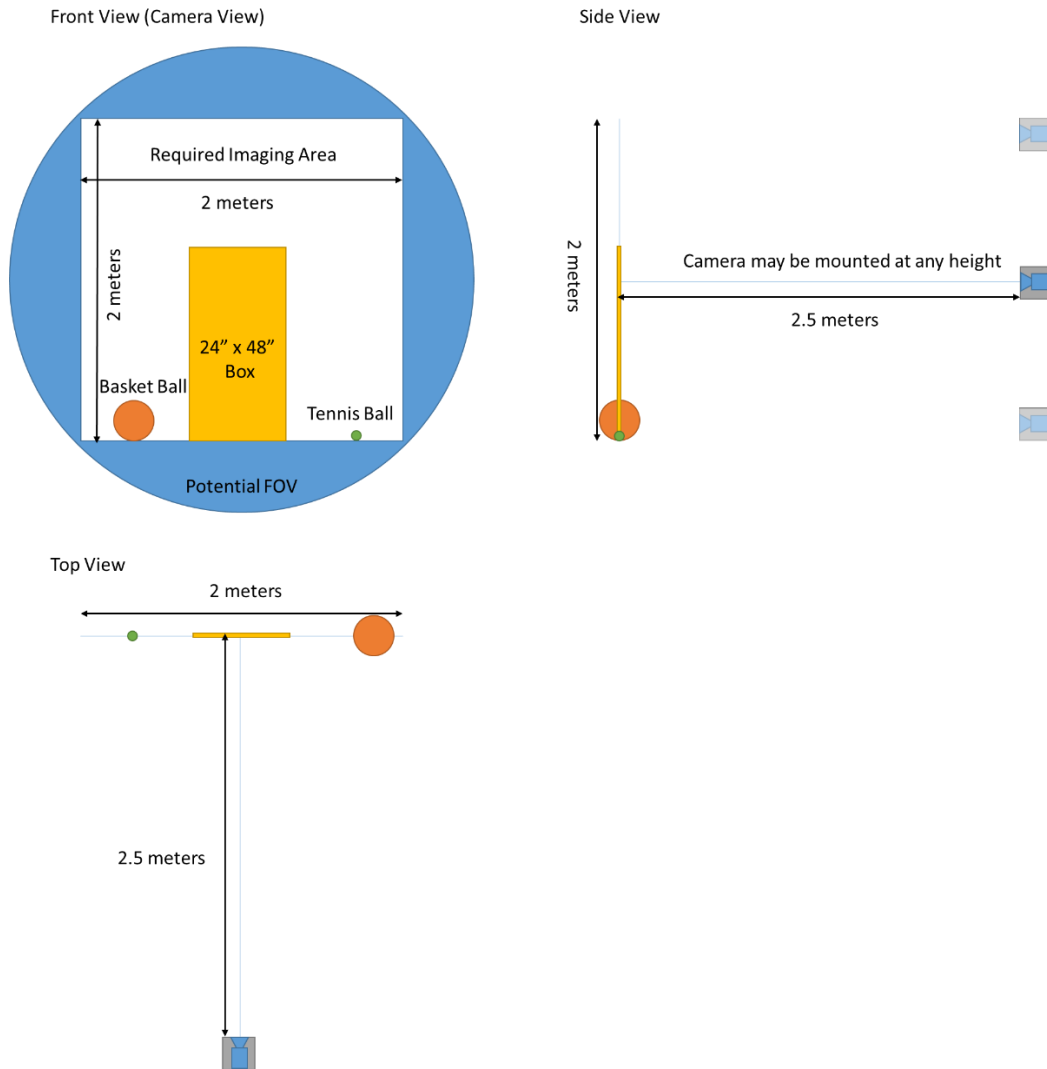 Front View (Camera View)
Side View
Required Imaging Area
2 meters
2 meters
24” x 48”
Box
Basket Ball
Tennis Ball
Potential FOV
2 meters
Camera may be mounted at any height
2.5 meters
Top View
2 meters
2.5 meters